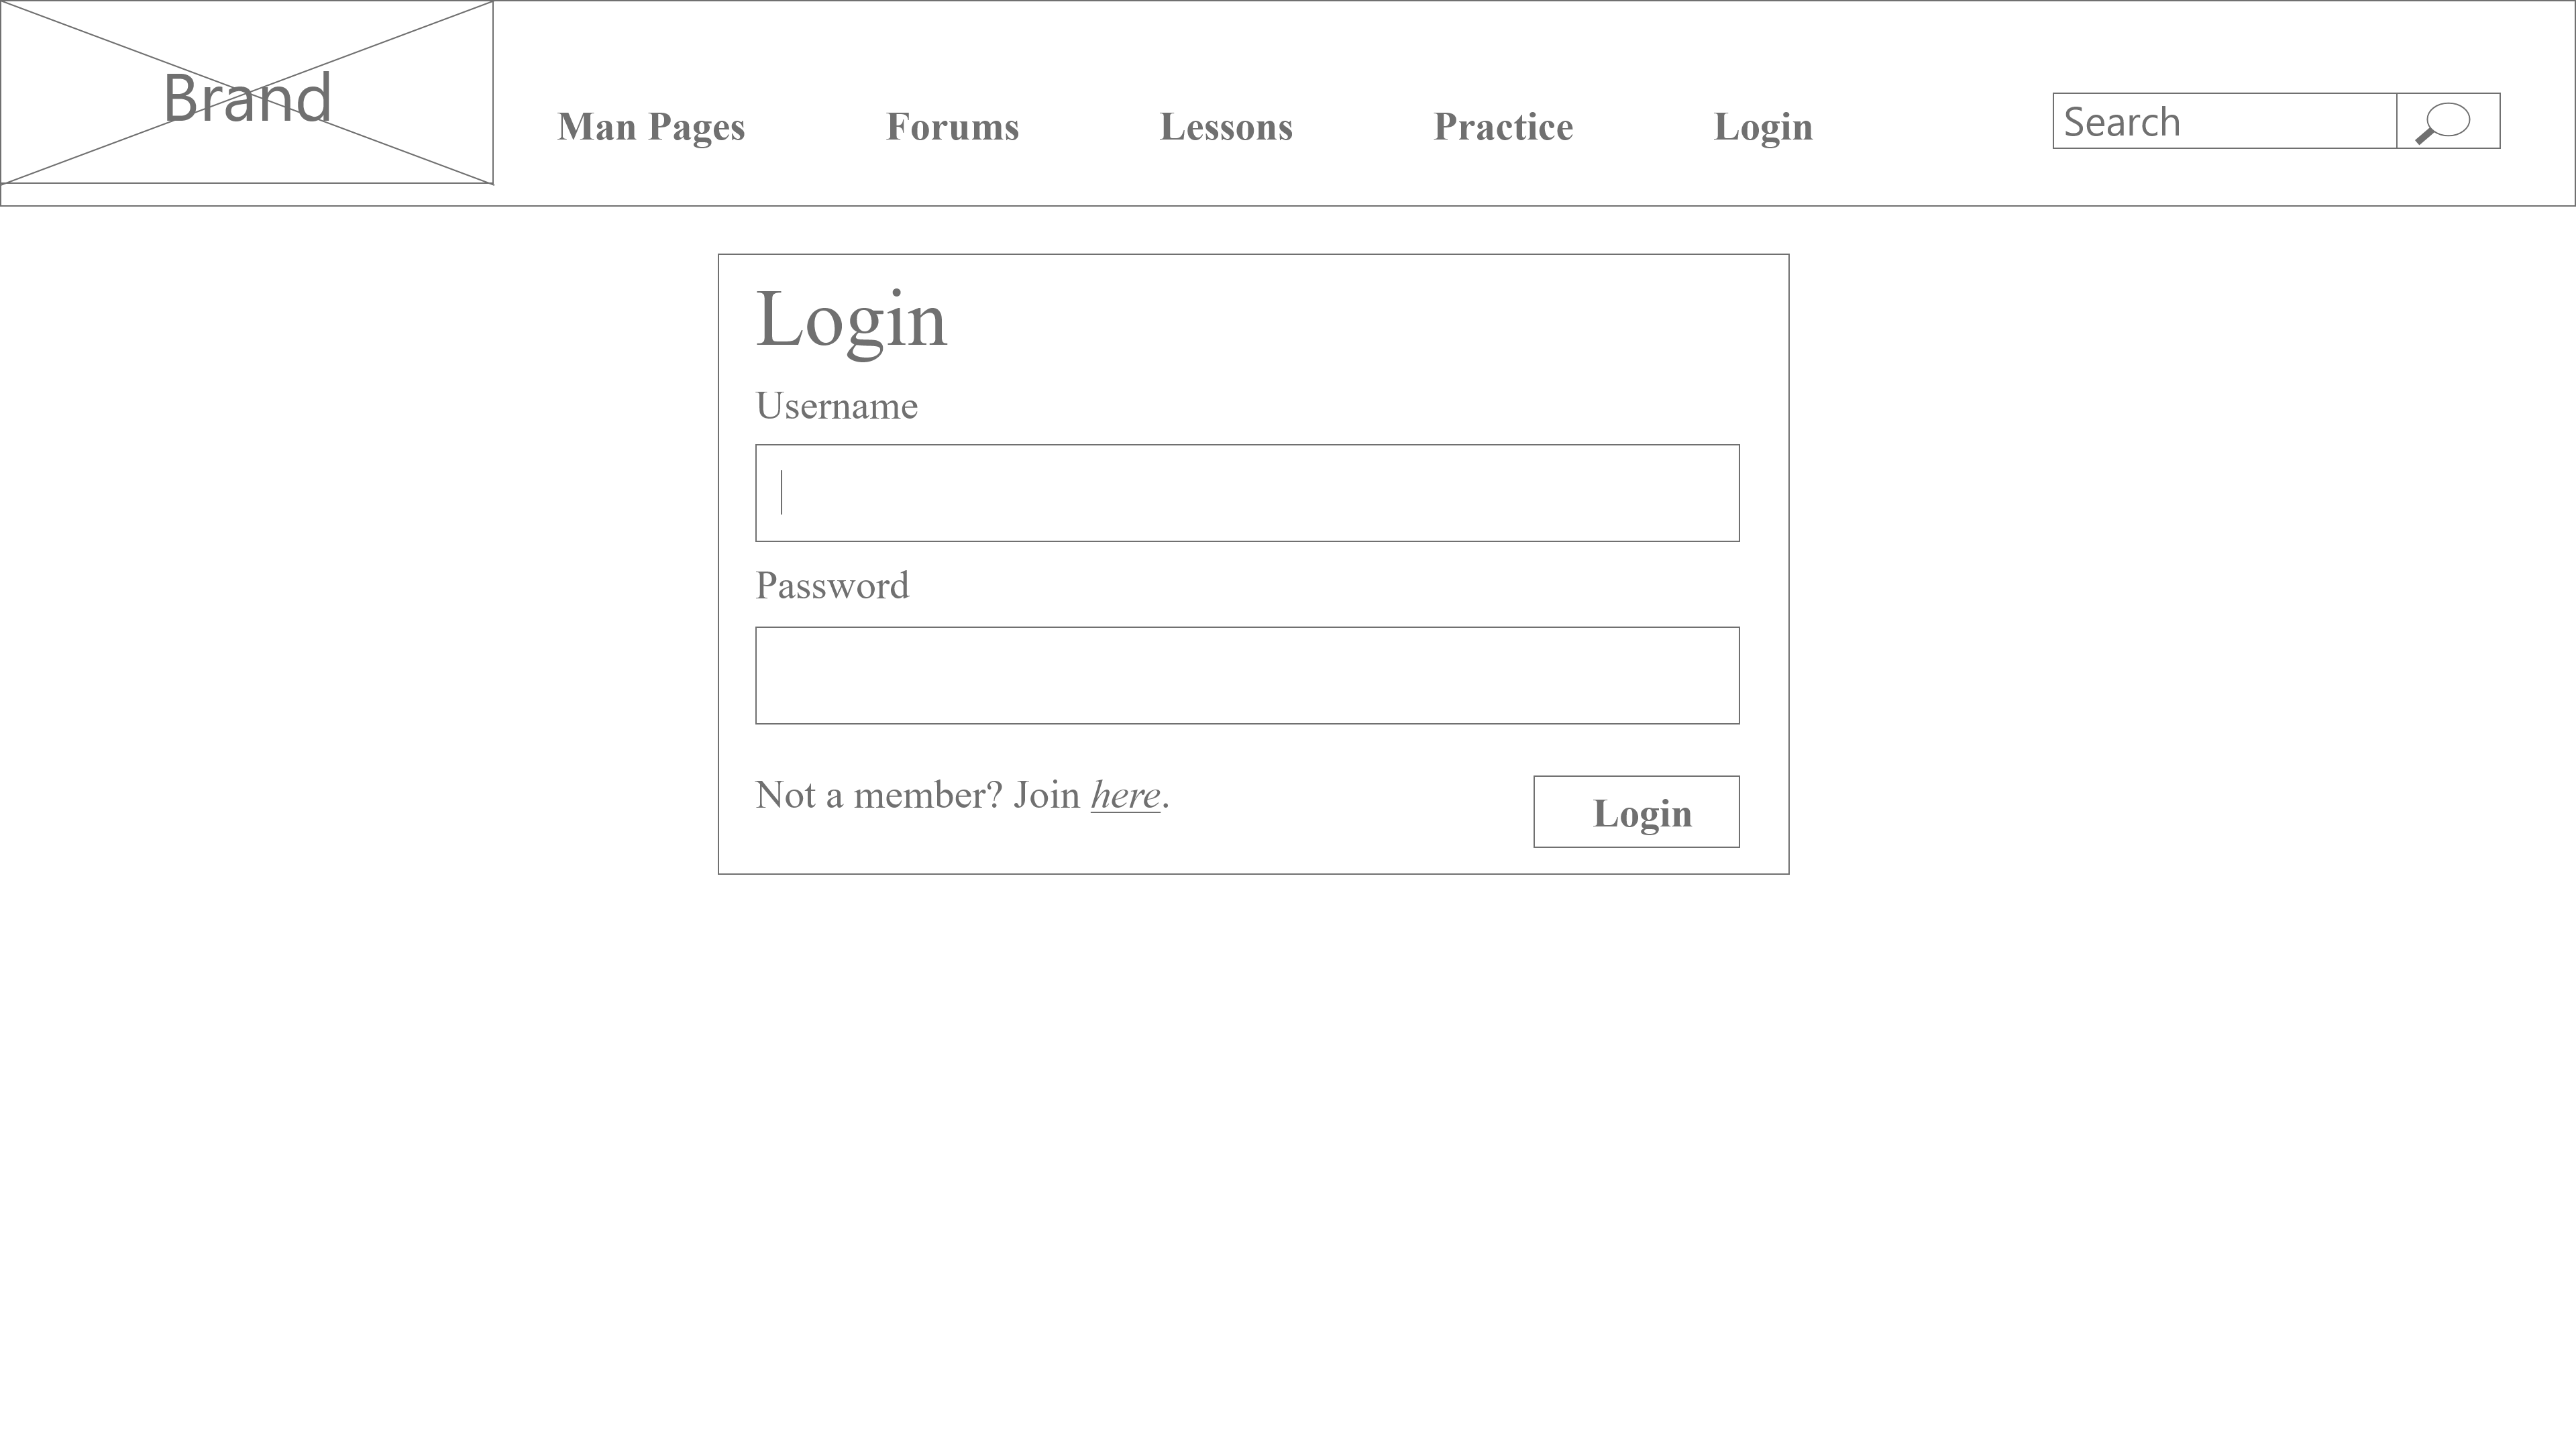 Brand
Man Pages Forums Lessons Practice Login Search
Login
Username
Password
Not a member? Join here.
Login